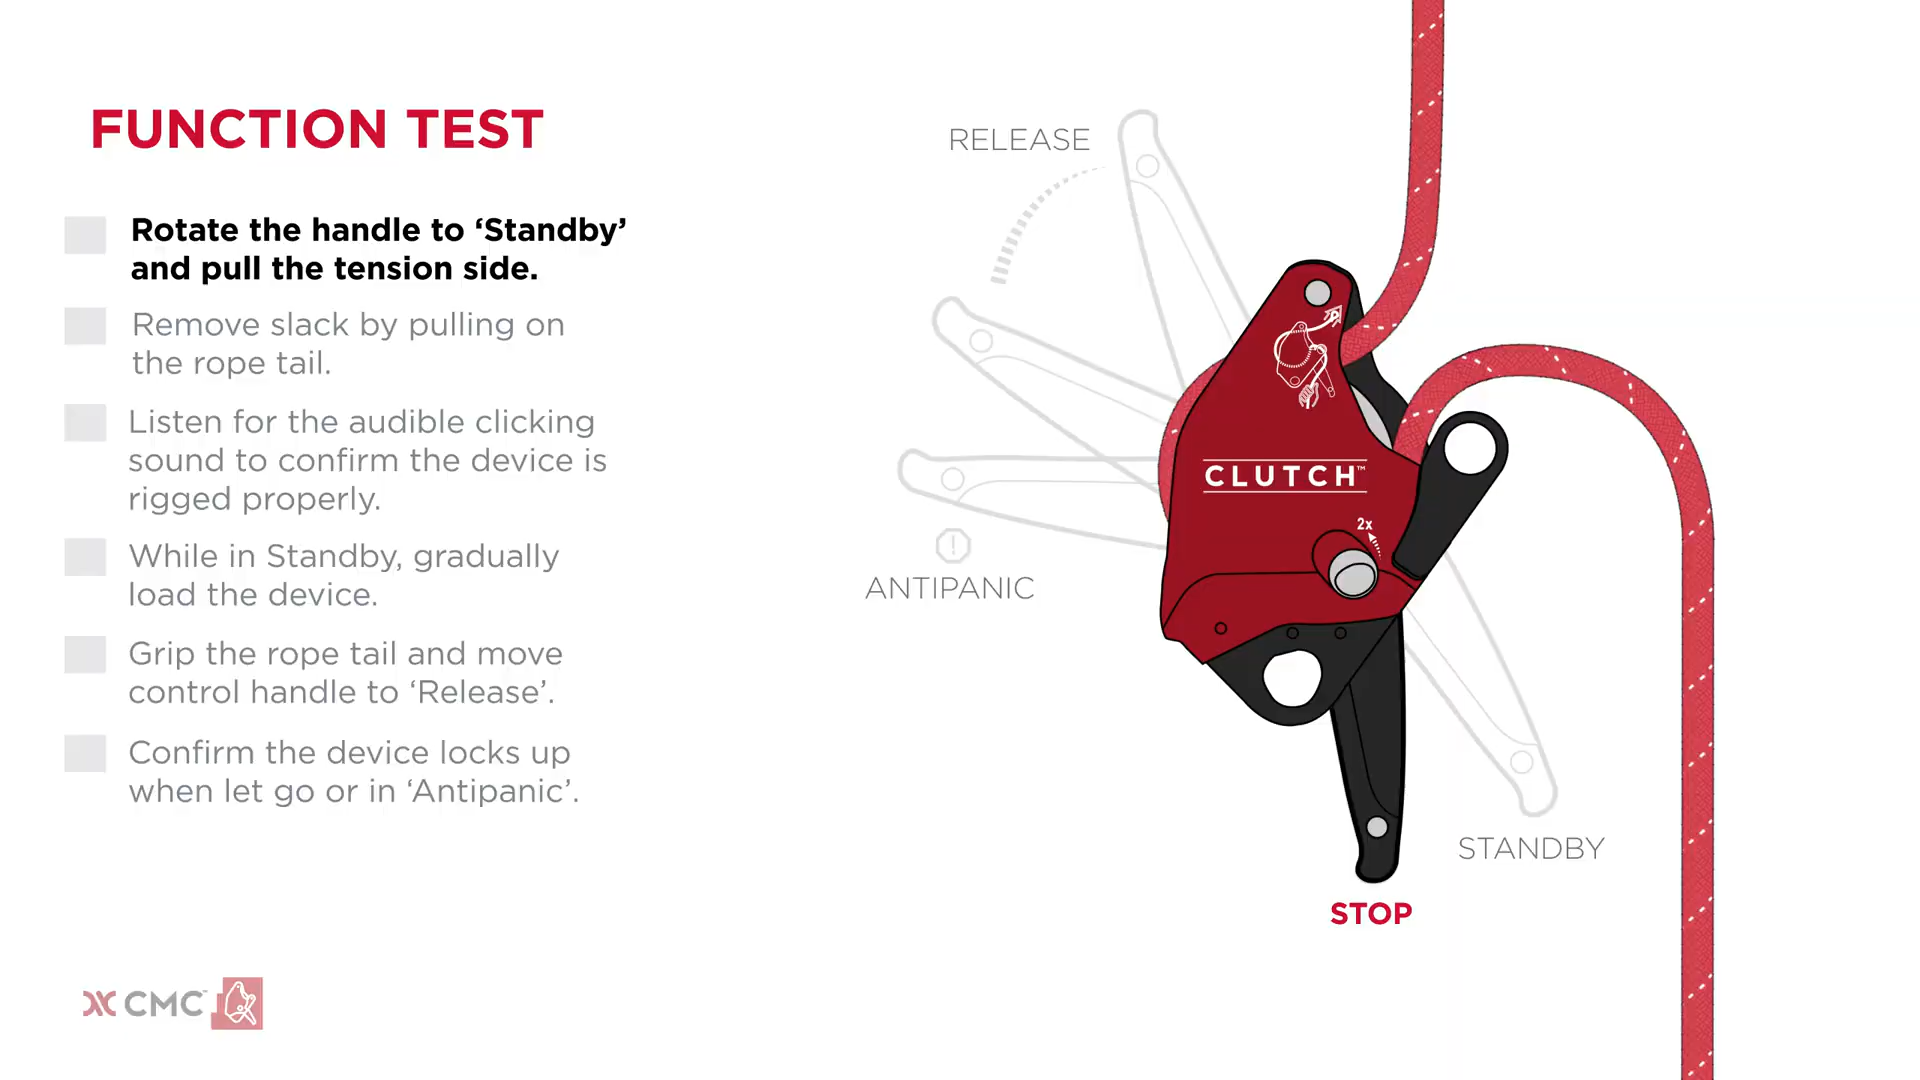 FUNCTION TEST
Rotate the handle to ‘Standby’
and pull the tension side.
Remove slack by pulling on
the rope tail.
Listen for the audible clicking
sound to confirm the device is
rigged properly.
While in Standby, gradually
load the device.
Grip the rope tail and move
control handle to ‘Release’.
Confirm the device locks up
when let go or in ‘Antipanic’.
RELEASE
ANTIPANIC
CLUTCH™
2x
STANDBY
STOP
CMC™